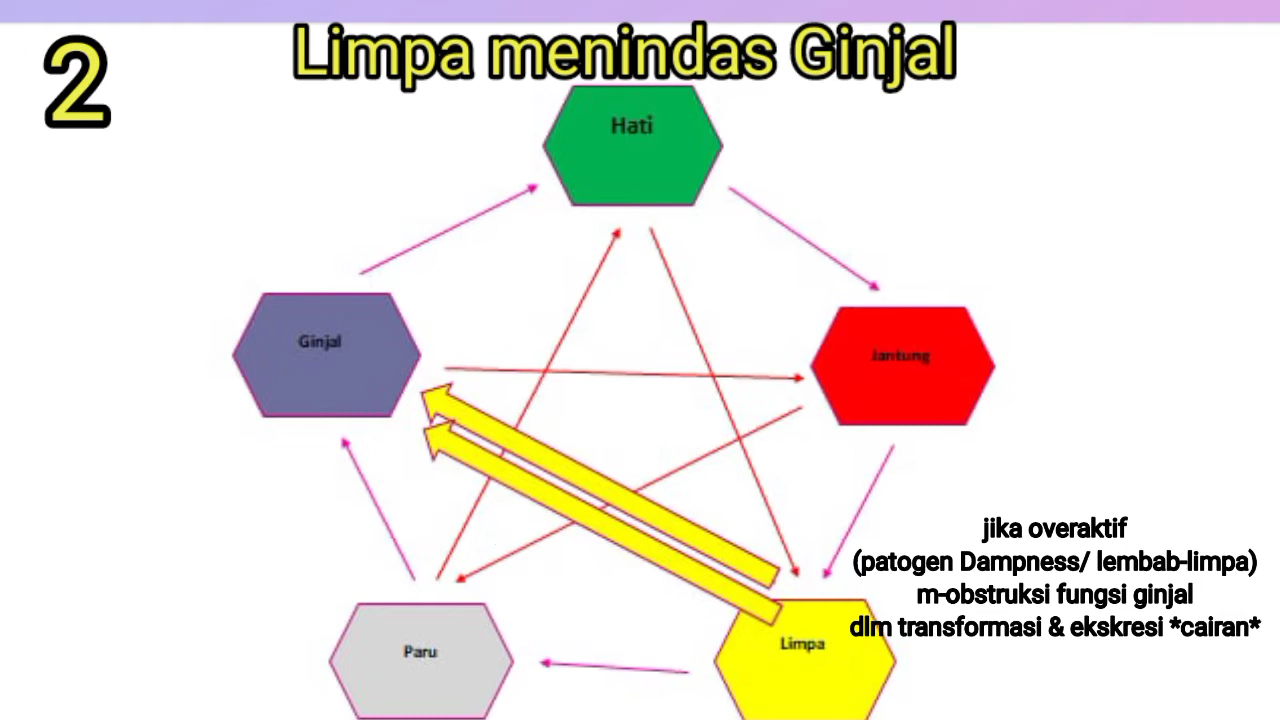 2
Limpa menindas Ginjal
Hati
Ginjal
Jantung
Paru
Limpa
jika overaktif
(patogen Dampness/ lembab-limpa)
m-obstruksi fungsi ginjal
dlm transformasi & ekskresi *cairan*